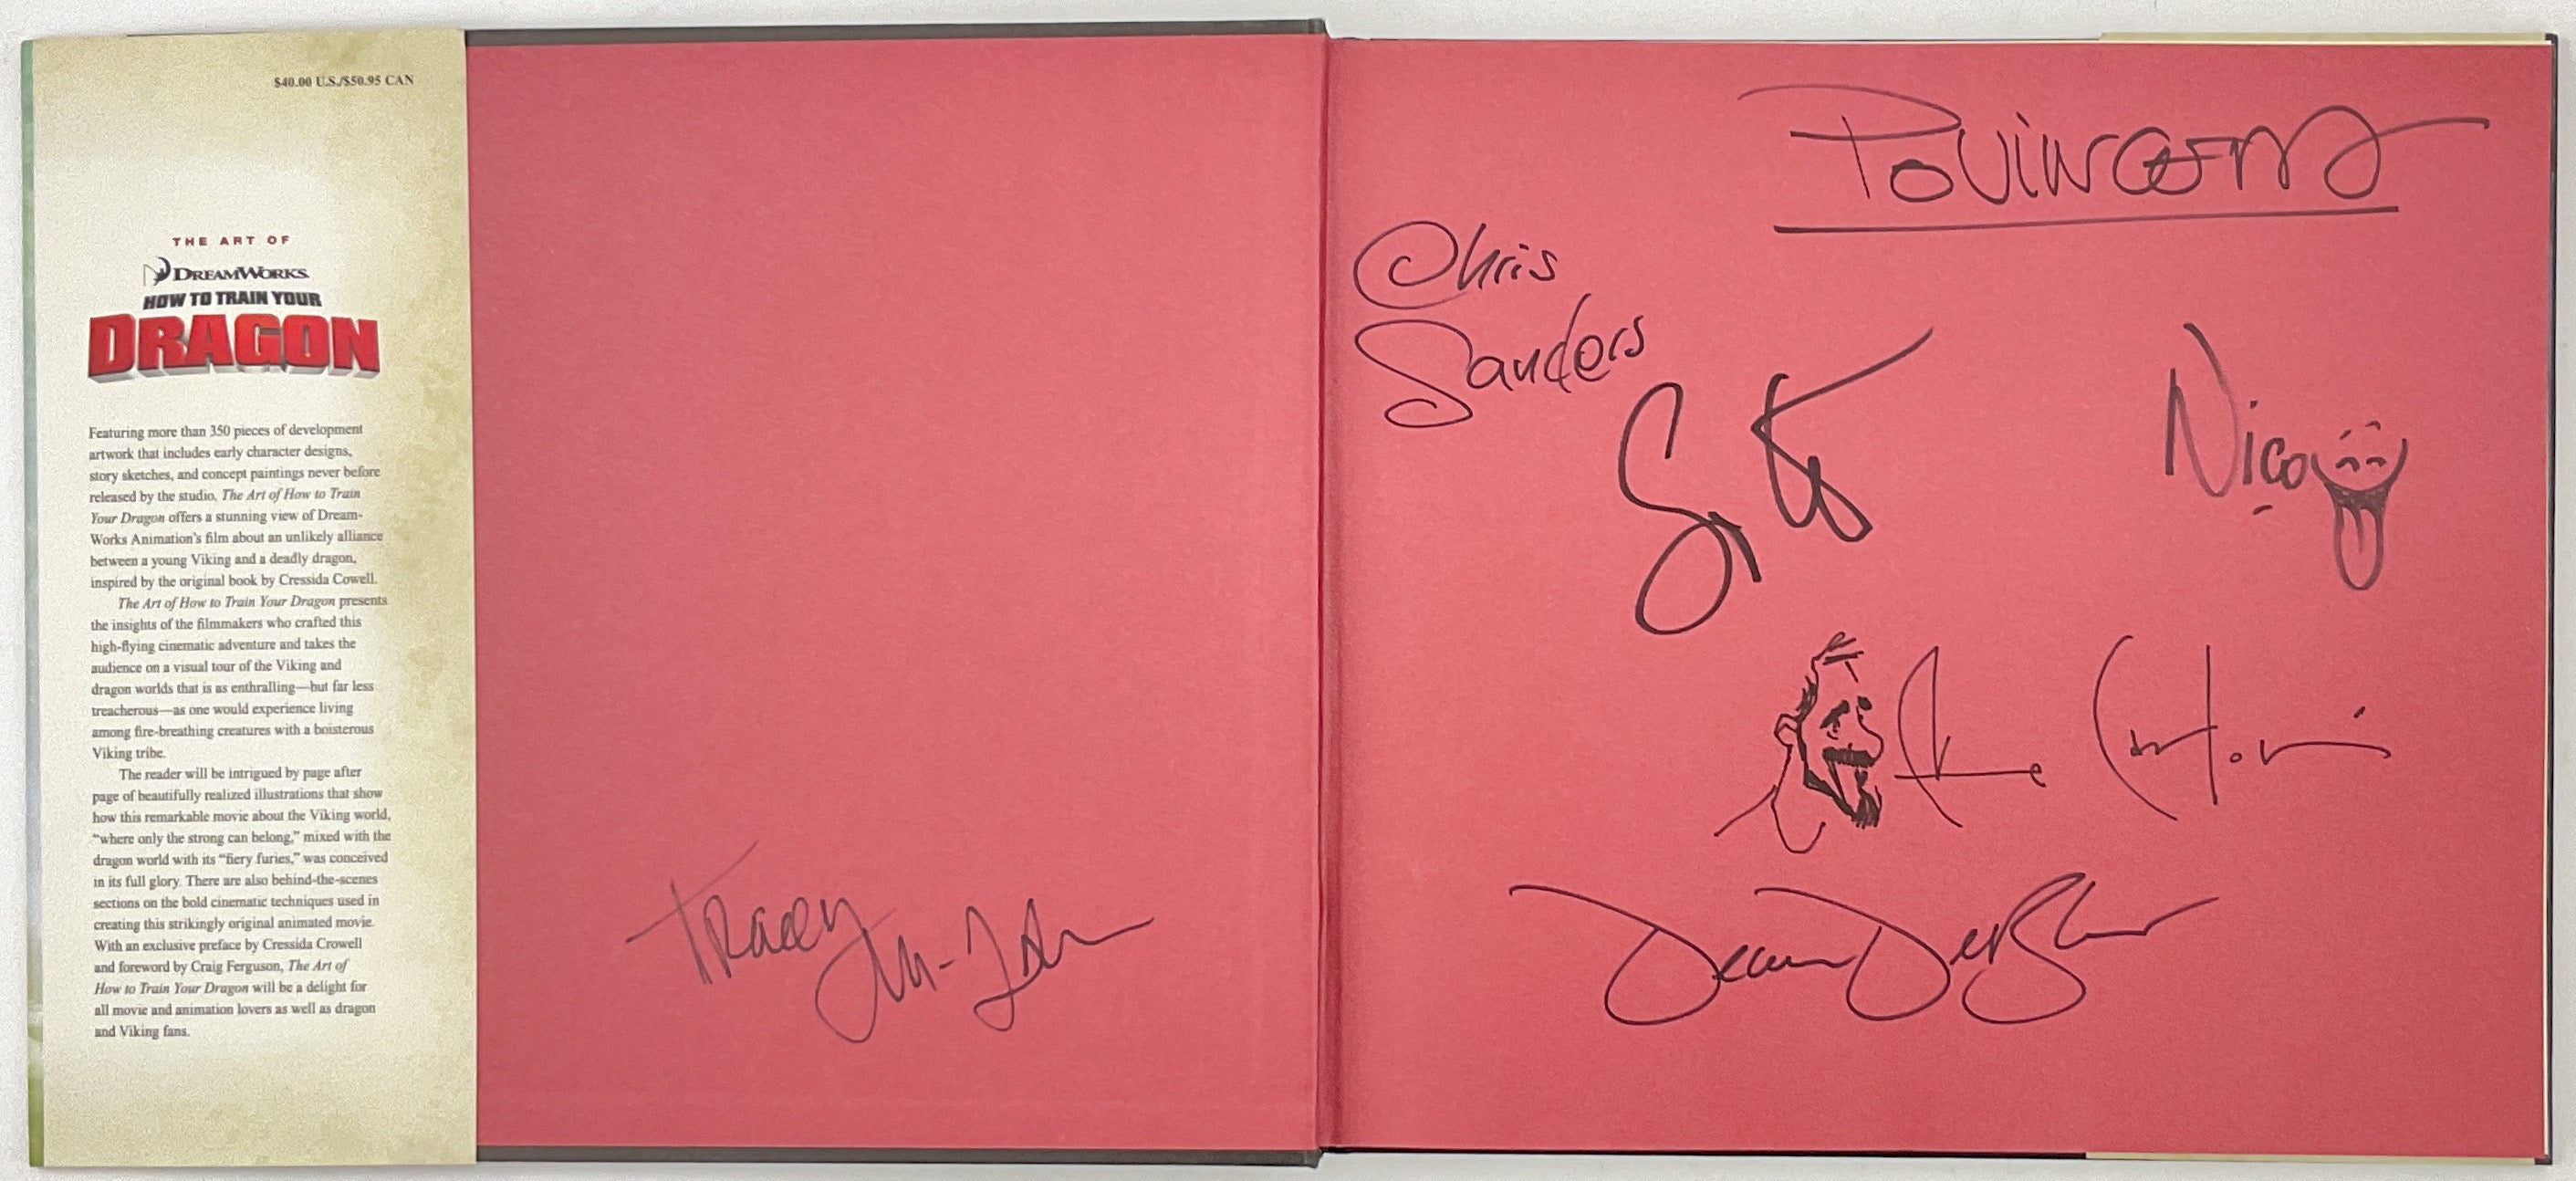 $40.00 U.S./$50.95 CAN
THE ART OF
DREAMWORKS
HOW TO TRAIN YOUR
DRAGON
Featuring more than 350 pieces of development
artwork that includes early character designs,
story sketches, and concept paintings never before
released by the studio, The Art of How to Train
Your Dragon offers a stunning view of Dream-
Works Animation's film about an unlikely alliance
between a young Viking and a deadly dragon,
inspired by the original book by Cressida Cowell.
The Art of How to Train Your Dragon presents
the insights of the filmmakers who crafted this
high-flying cinematic adventure and takes the
audience on a visual tour of the Viking and
dragon worlds that is as enthralling—but far less
treacherous—as one would experience living
among fire-breathing creatures with a boisterous
Viking tribe.
The reader will be intrigued by page after
page of beautifully realized illustrations that show
how this remarkable movie about the Viking world,
“where only the strong can belong,” mixed with the
dragon world with its “fiery furies,” was conceived
in its full glory. There are also behind-the-scenes
sections on the bold cinematic techniques used in
creating this strikingly original animated movie.
With an exclusive preface by Cressida Crowell
and foreword by Craig Ferguson, The Art of
How to Train Your Dragon will be a delight for
all movie and animation lovers as well as dragon
and Viking fans.
Tracey
Chris
Sanders
Nico
Dean DeBlois